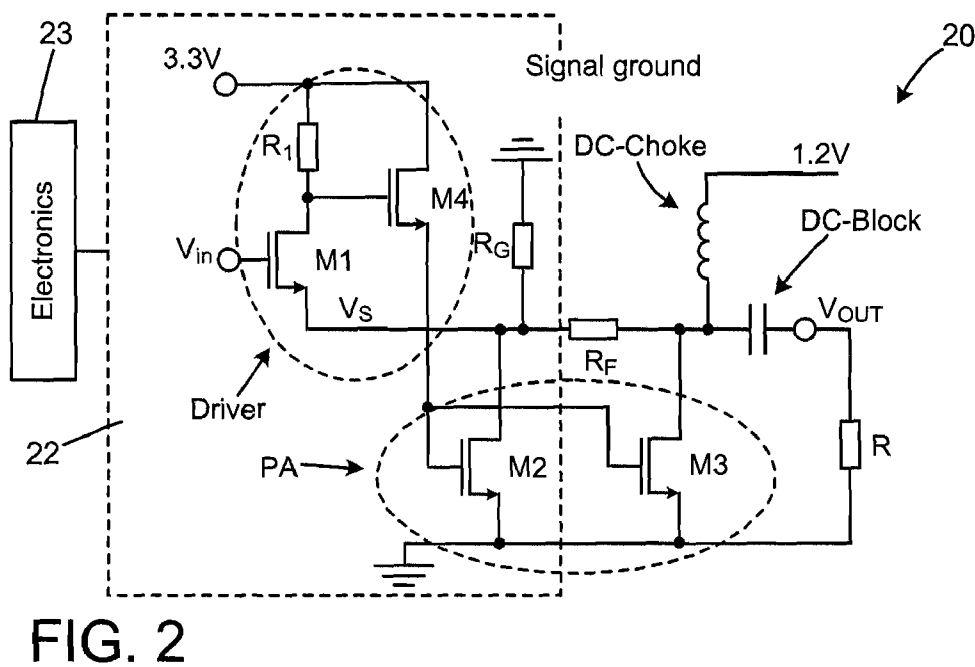 23
20
3.3V
Signal ground
DC-Choke
1.2V
R1
M4
DC-Block
Electronics
Vin
M1
RG
VS
VOUT
RF
Driver
22
PA
M2
M3
R
FIG. 2